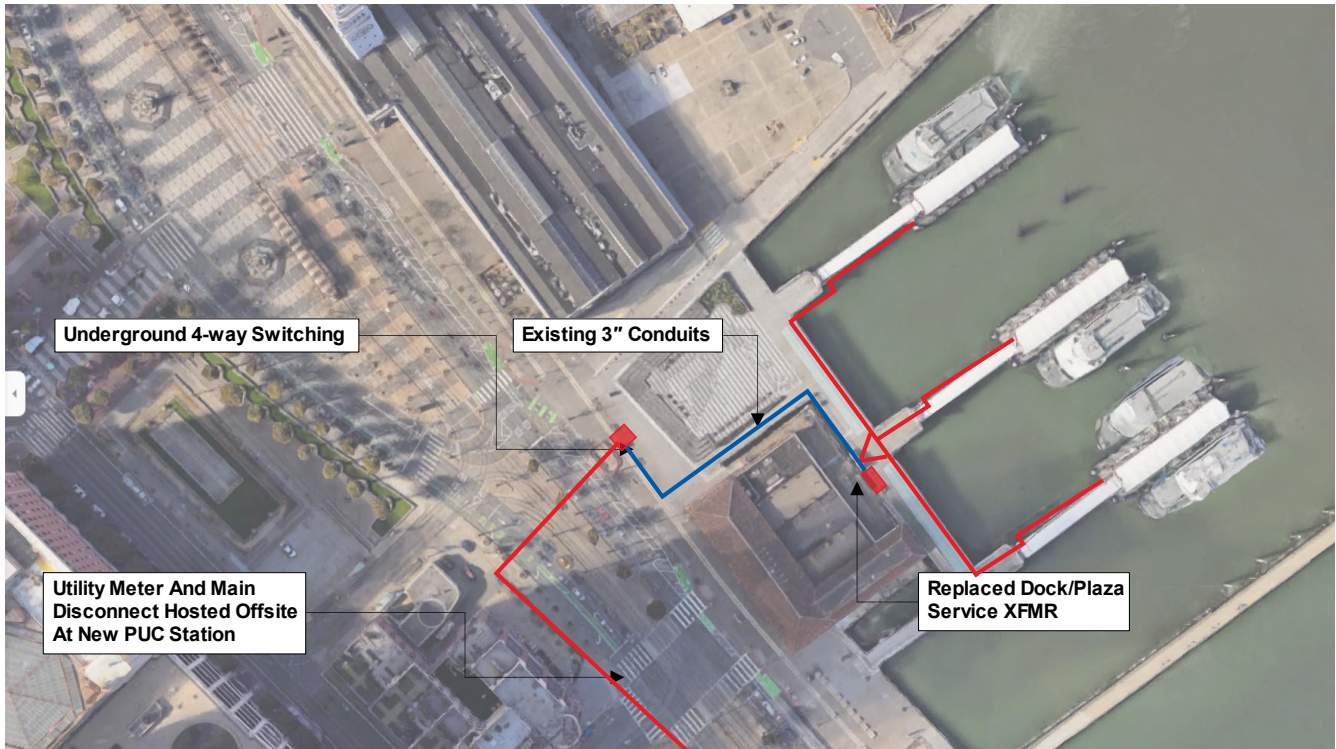 Underground 4-way Switching
Existing 3″ Conduits
Utility Meter And Main
Disconnect Hosted Offsite
At New PUC Station
Replaced Dock/Plaza
Service XFMR